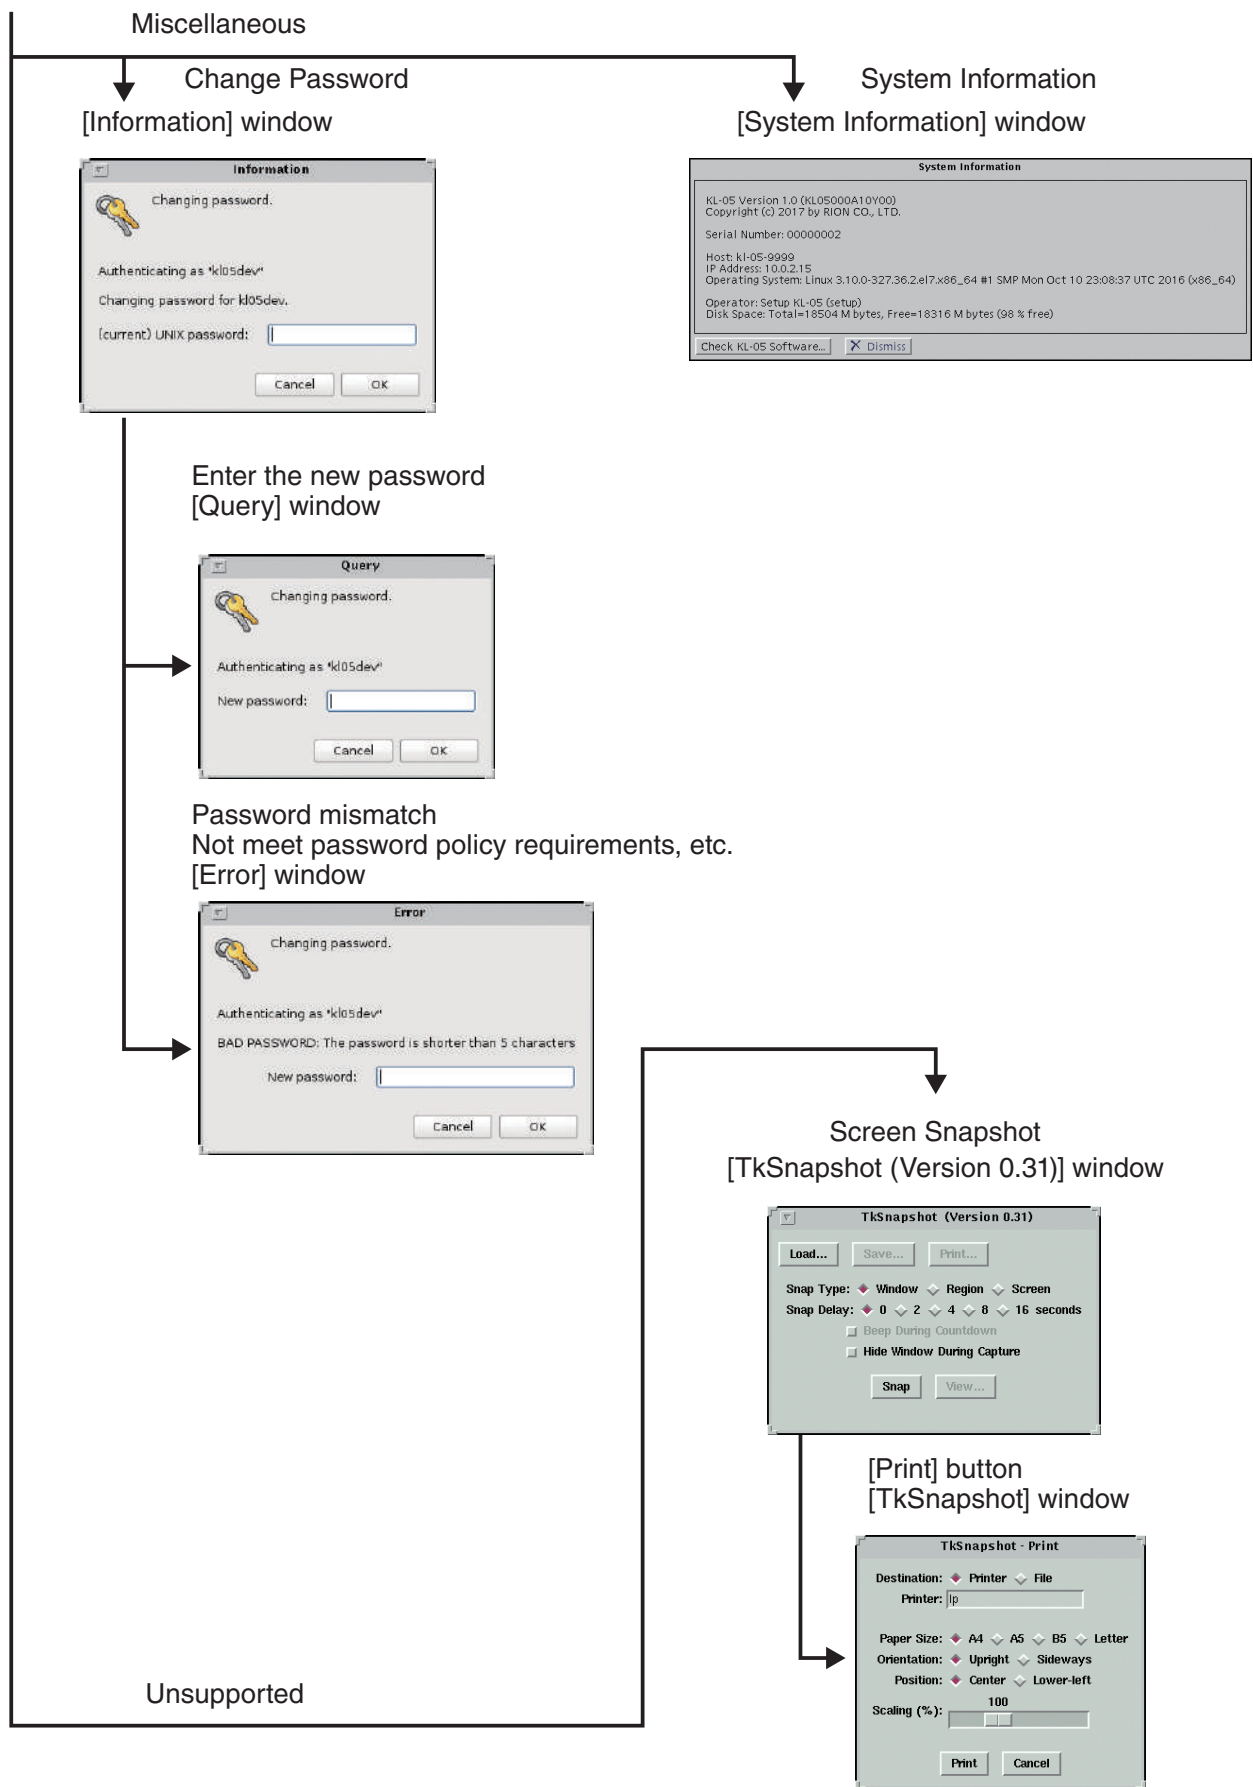 Miscellaneous
Change Password
[Information] window
Information
Changing password.
Authenticating as "kl05dev"
Changing password for kl05dev.
(current) UNIX password:
Cancel OK
System Information
[System Information] window
System Information
KL-05 Version 1.0 (KL05000A10Y00)
Copyright (c) 2017 by RION CO., LTD.
Serial Number: 00000002
Host: kl-05-9999
IP Address: 10.0.2.15
Operating System: Linux 3.10.0-327.36.2.el7.x86_64 #1 SMP Mon Oct 10 23:08:37 UTC 2016 (x86_64)
Operator: Setup KL-05 (setup)
Disk Space: Total=18504 M bytes, Free=18316 M bytes (98 % free)
Check KL-05 Software... Dismiss
Enter the new password
[Query] window
Query
Changing password.
Authenticating as "kl05dev"
New password:
Cancel OK
Password mismatch
Not meet password policy requirements, etc.
[Error] window
Error
Changing password.
Authenticating as "kl05dev"
BAD PASSWORD: The password is shorter than 5 characters
New password:
Cancel OK
Screen Snapshot
[TkSnapshot (Version 0.31)] window
TkSnapshot (Version 0.31)
Load... Save... Print...
Snap Type: Window Region Screen
Snap Delay: 0 2 4 8 16 seconds
Beep During Countdown
Hide Window During Capture
Snap View...
[Print] button
[TkSnapshot] window
TkSnapshot - Print
Destination: Printer File
Printer: lp
Paper Size: A4 A5 B5 Letter
Orientation: Upright Sideways
Position: Center Lower-left
100
Scaling (%):
Print Cancel
Unsupported